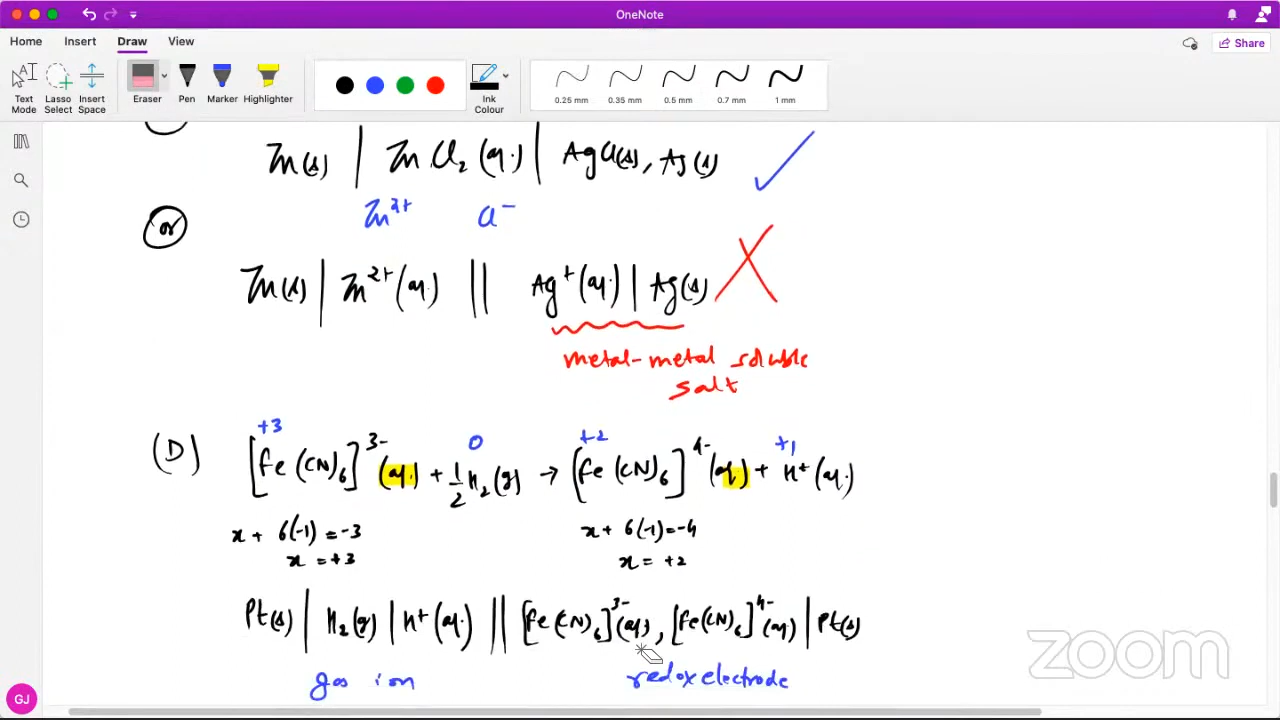 OneNote
Home Insert Draw View
Share
Text Mode
Lasso Select
Insert Space
Eraser
Pen
Marker
Highlighter
Ink Colour
0.25 mm
0.35 mm
0.5 mm
0.7 mm
1 mm
Zn(s) | ZnCl₂(aq.) | AgCl(s), Ag(s) ✓
Zn²⁺ Cl⁻
or
Zn(s) | Zn²⁺(aq.) || Ag⁺(aq.) | Ag(s) X
metal-metal soluble
salt
+3 0 +2 +1
(D) [Fe(CN)₆]³⁻(aq.) + 1/2 H₂(g) → [Fe(CN)₆]⁴⁻(aq.) + H⁺(aq.)
x + 6(-1) = -3 x + 6(-1) = -4
x = +3 x = +2
Pt(s) | H₂(g) | H⁺(aq.) || [Fe(CN)₆]³⁻(aq), [Fe(CN)₆]⁴⁻(aq) | Pt(s)
gas ion redox electrode
zoom
GJ